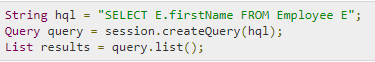 String hql = "SELECT E.firstName FROM Employee E";
Query query = session.createQuery(hql);
List results = query.list();